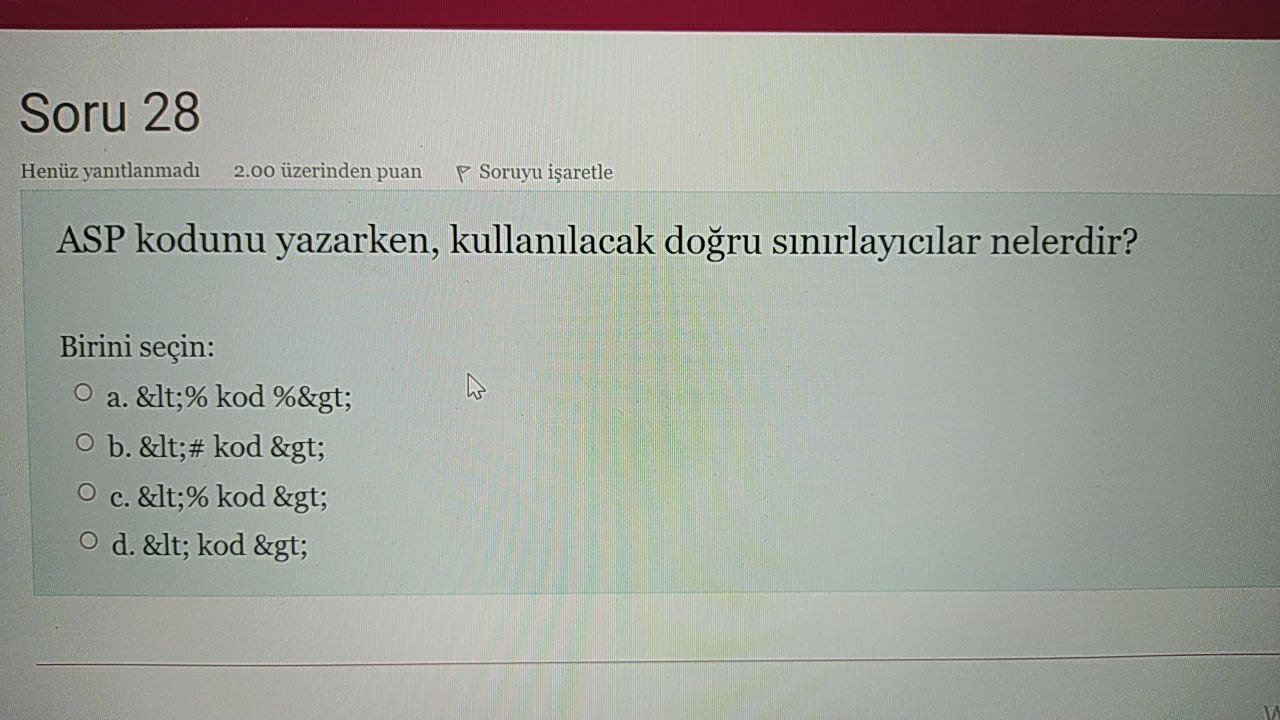 Soru 28
Henüz yanıtlanmadı 2.00 üzerinden puan Soruyu işaretle
ASP kodunu yazarken, kullanılacak doğru sınırlayıcılar nelerdir?
Birini seçin:
a. &lt;% kod %&gt;
b. &lt;# kod &gt;
c. &lt;% kod &gt;
d. &lt; kod &gt;